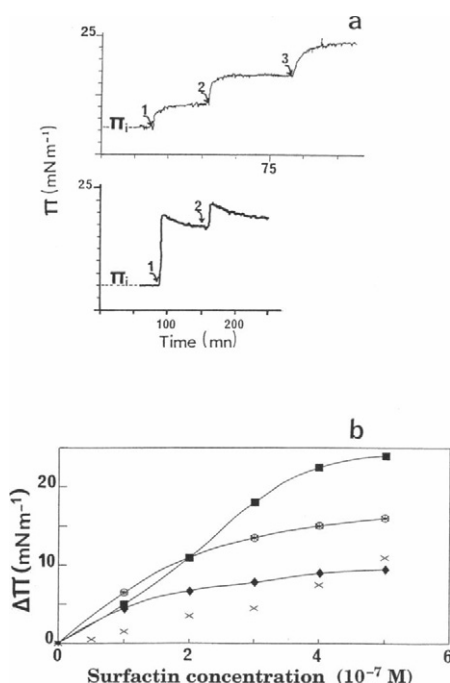 a
25
1
2
3
Πi
75
Π (mN m-1)
25
1
2
Πi
100 200
Time (mn)
b
20
10
0
ΔΠ (mN m-1)
0 2 4 6
Surfactin concentration (10-7 M)